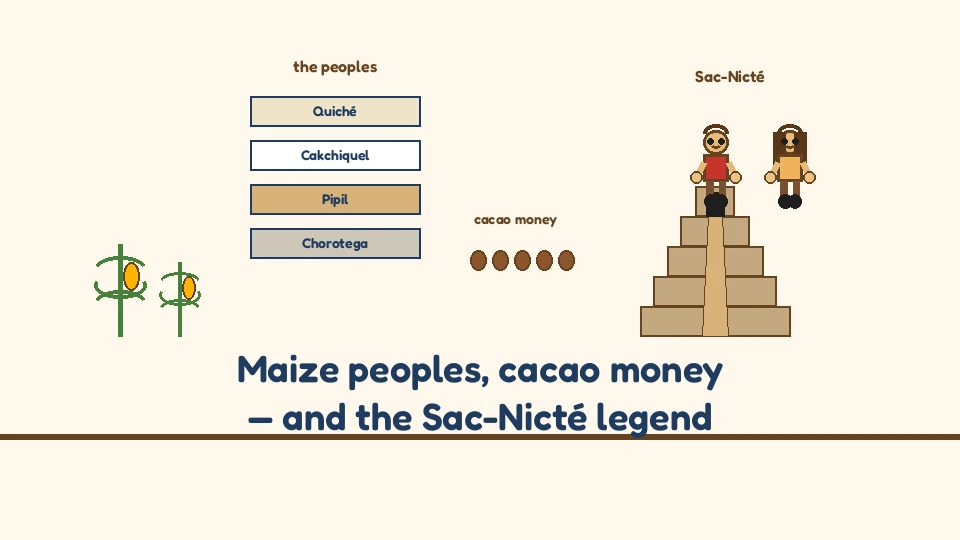 the peoples
Quiché
Cakchiquel
Pipil
Chorotega
cacao money
Sac-Nicté
Maize peoples, cacao money
— and the Sac-Nicté legend